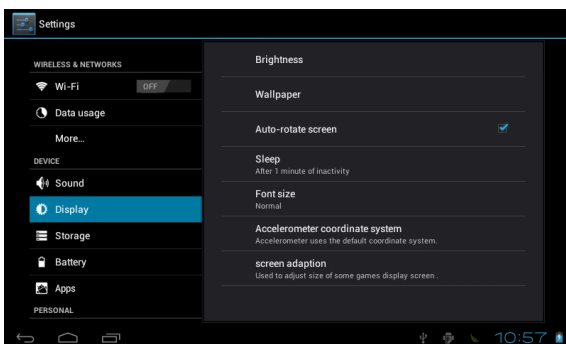 Settings
WIRELESS & NETWORKS
Wi-Fi OFF
Data usage
More...
DEVICE
Sound
Display
Storage
Battery
Apps
PERSONAL
Brightness
Wallpaper
Auto-rotate screen
Sleep
After 1 minute of inactivity
Font size
Normal
Accelerometer coordinate system
Accelerometer uses the default coordinate system.
screen adaption
Used to adjust size of some games display screen .
10:57